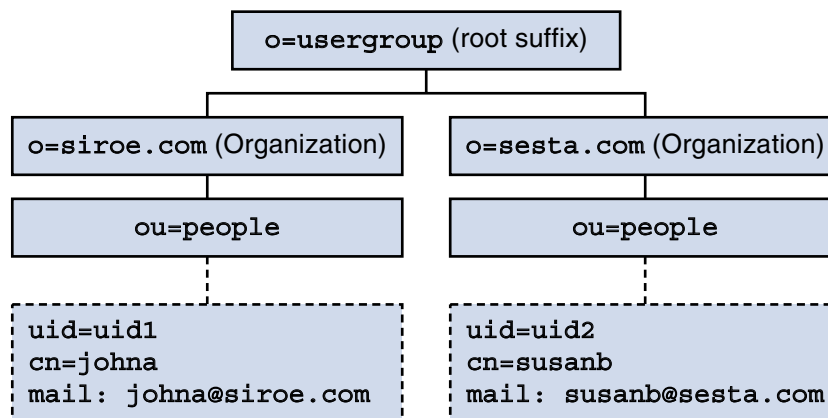 o=usergroup (root suffix)
o=siroe.com (Organization)
o=sesta.com (Organization)
ou=people
ou=people
uid=uid1
cn=johna
mail: johna@siroe.com
uid=uid2
cn=susanb
mail: susanb@sesta.com